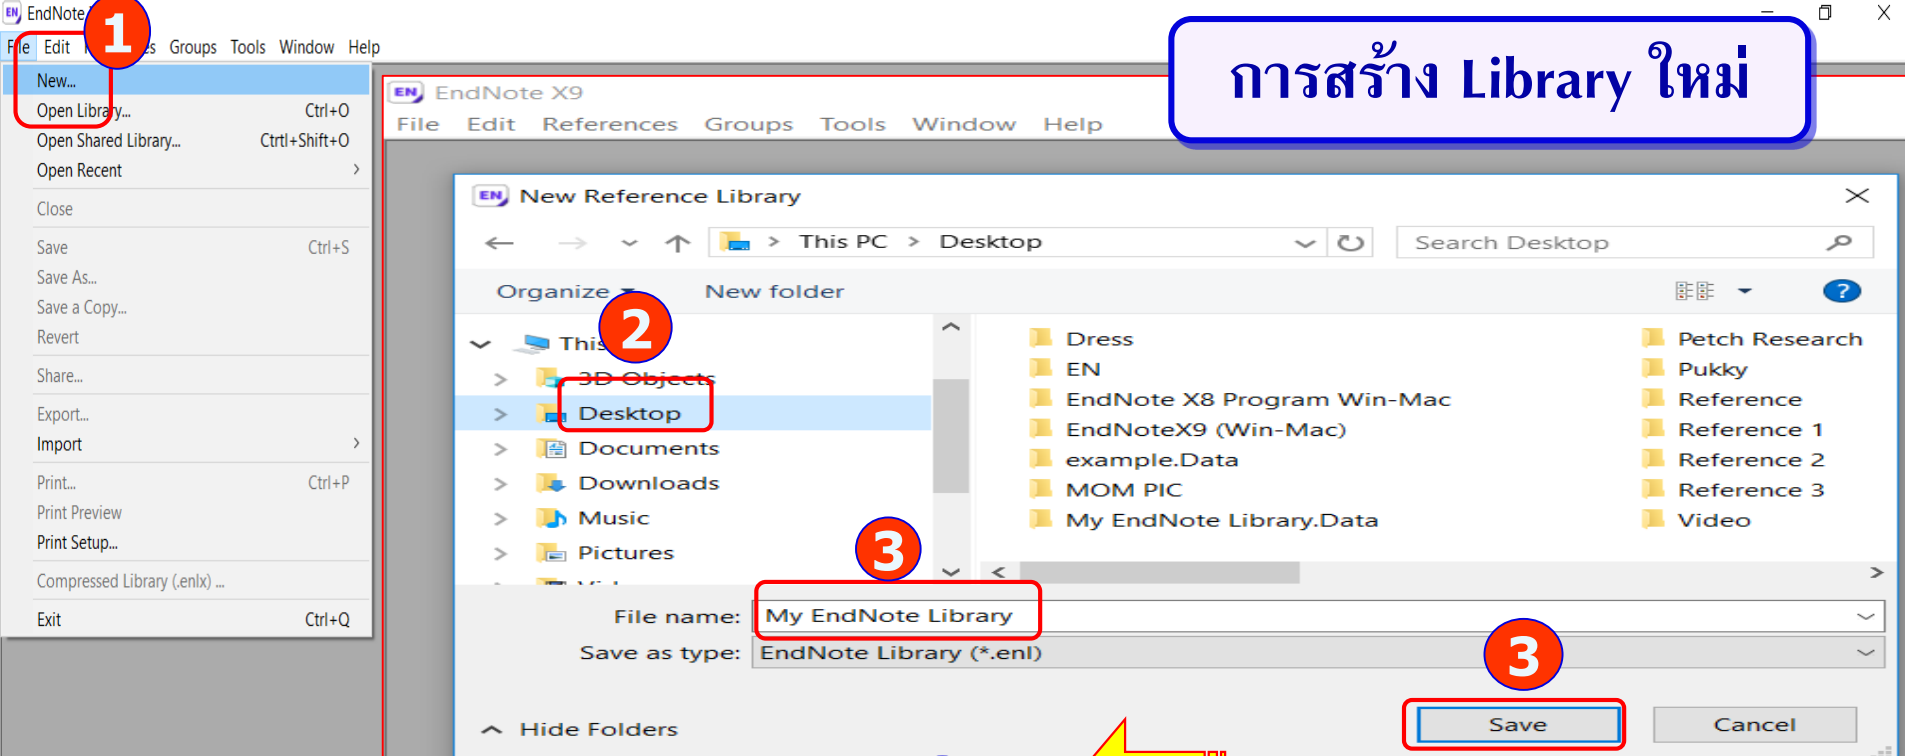 EndNote
1
File Edit Groups Tools Window Help
การสร้าง Library ใหม่
New...
Open Library... Ctrl+O
Open Shared Library... Ctrtl+Shift+O
Open Recent
Close
Save Ctrl+S
Save As...
Save a Copy...
Revert
Share...
Export...
Import
Print... Ctrl+P
Print Preview
Print Setup...
Compressed Library (.enlx) ...
Exit Ctrl+Q
EN EndNote X9
File Edit References Groups Tools Window Help
EN New Reference Library
This PC > Desktop
Search Desktop
Organize New folder
2
This
3D Objects
Desktop
Documents
Downloads
Music
Pictures
Dress
EN
EndNote X8 Program Win-Mac
EndNoteX9 (Win-Mac)
example.Data
MOM PIC
My EndNote Library.Data
Petch Research
Pukky
Reference
Reference 1
Reference 2
Reference 3
Video
3
File name: My EndNote Library
Save as type: EndNote Library (*.enl)
3
Hide Folders
Save Cancel